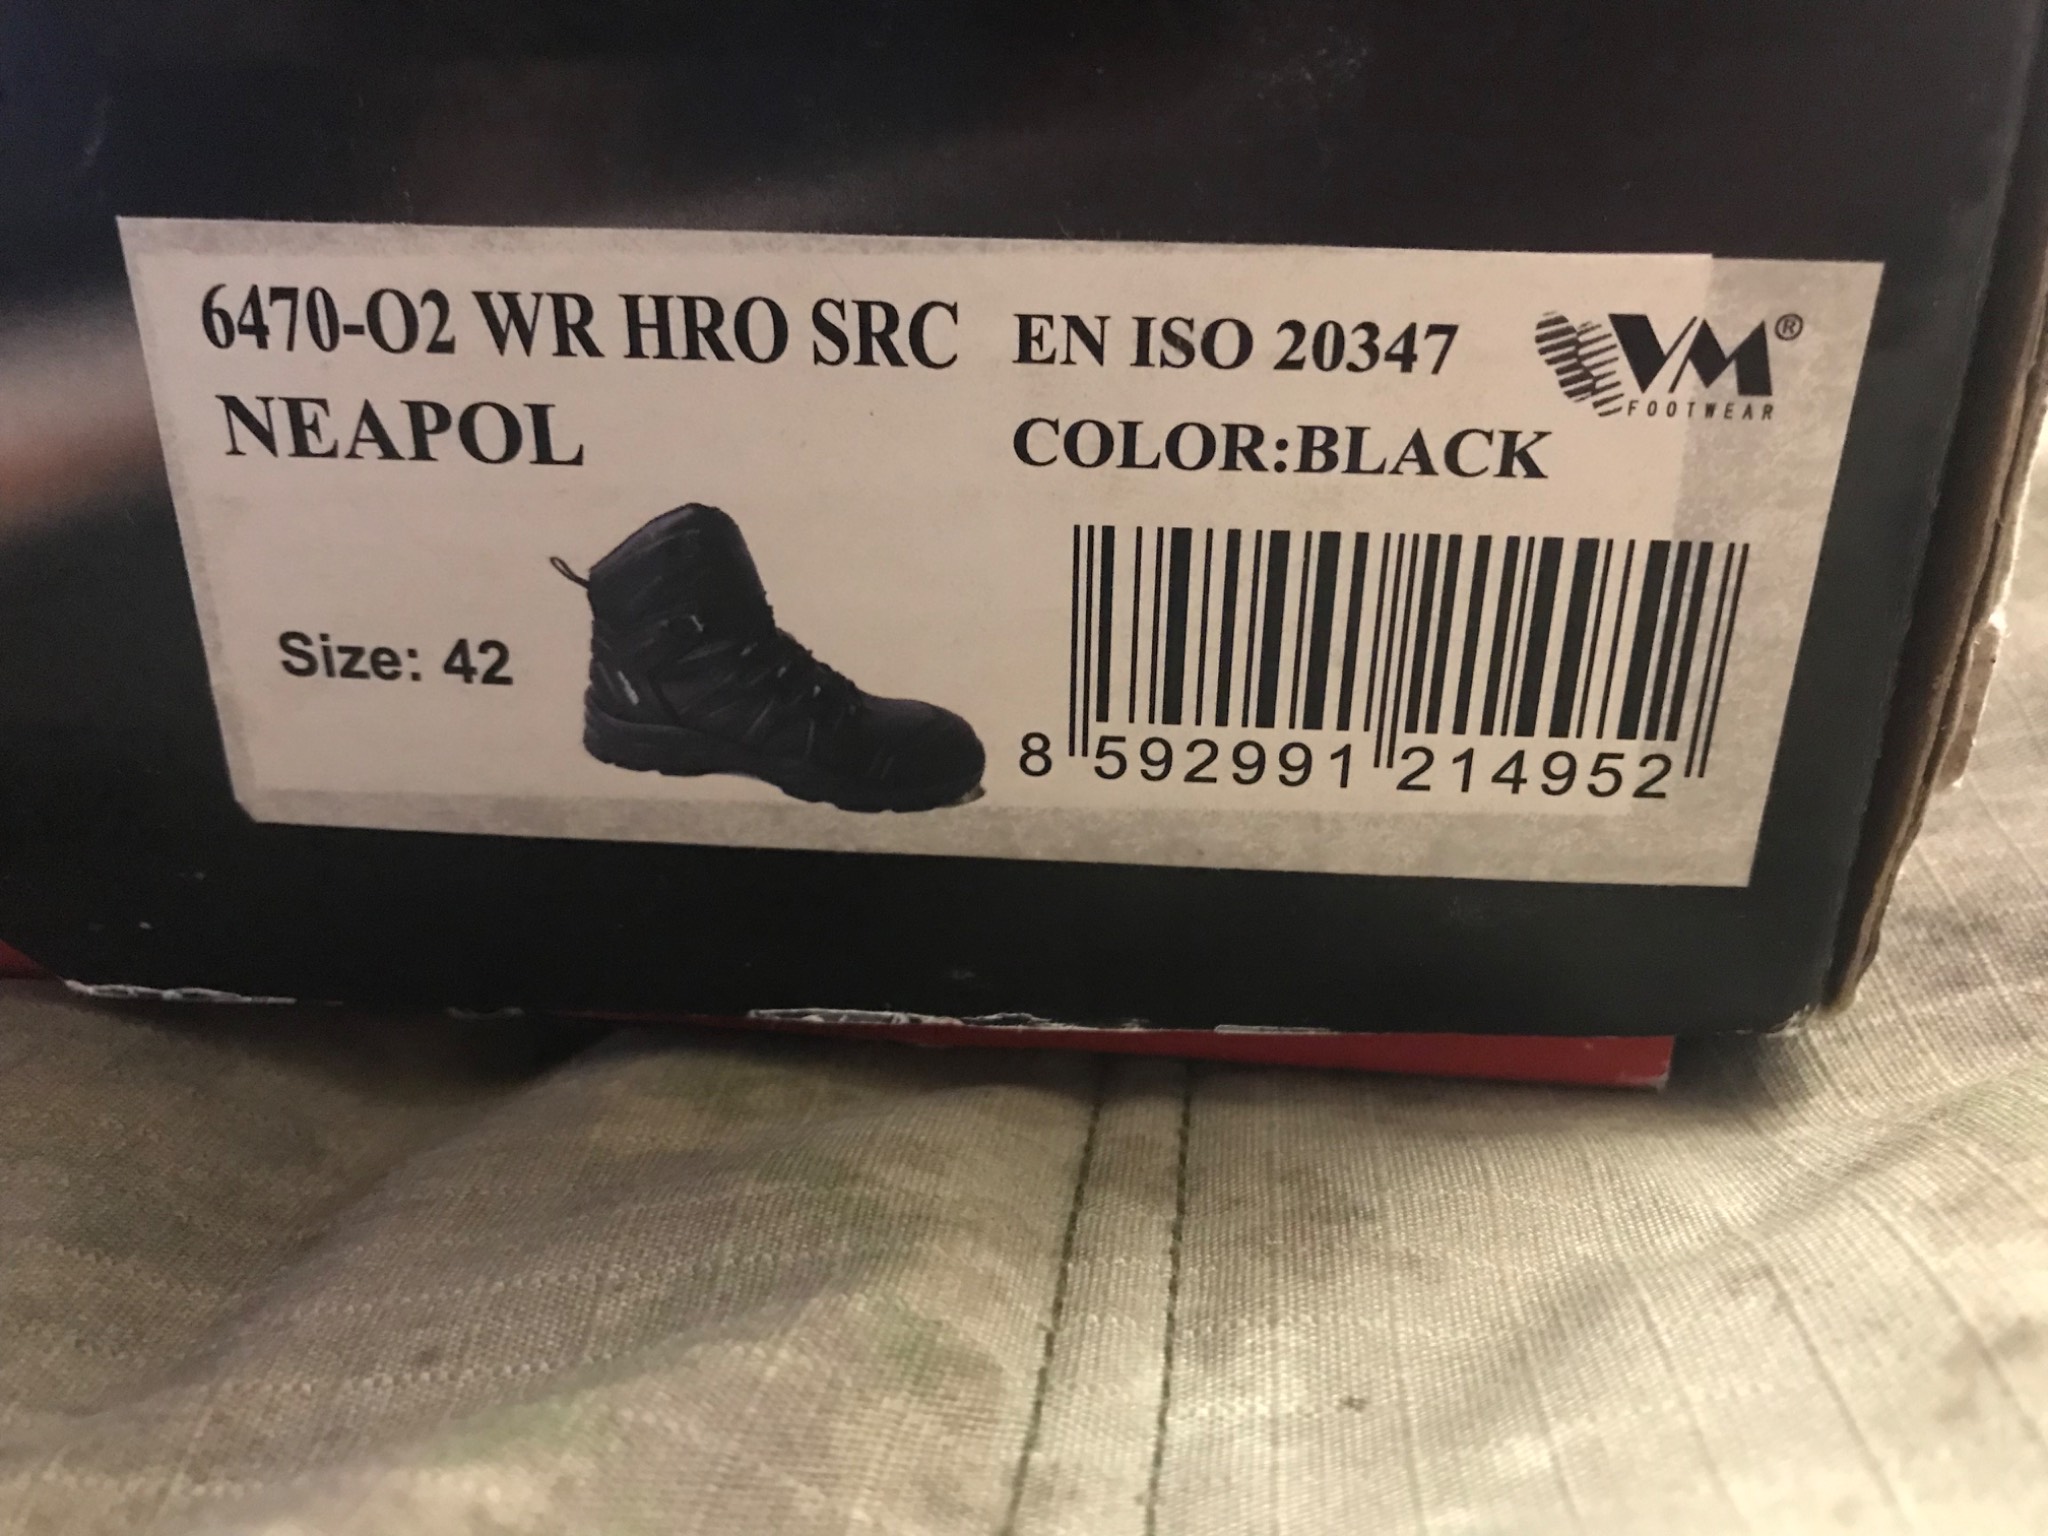 6470-O2 WR HRO SRC EN ISO 20347
VM®
FOOTWEAR
NEAPOL COLOR:BLACK
Size: 42
8 592991 214952